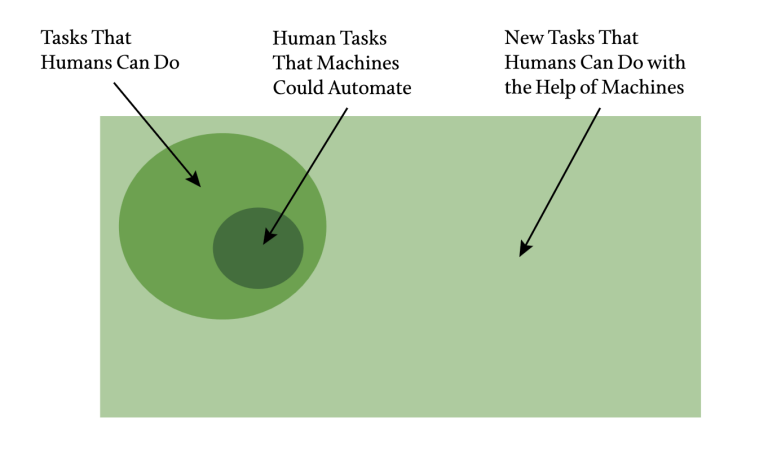 Tasks That
Humans Can Do
Human Tasks
That Machines
Could Automate
New Tasks That
Humans Can Do with
the Help of Machines